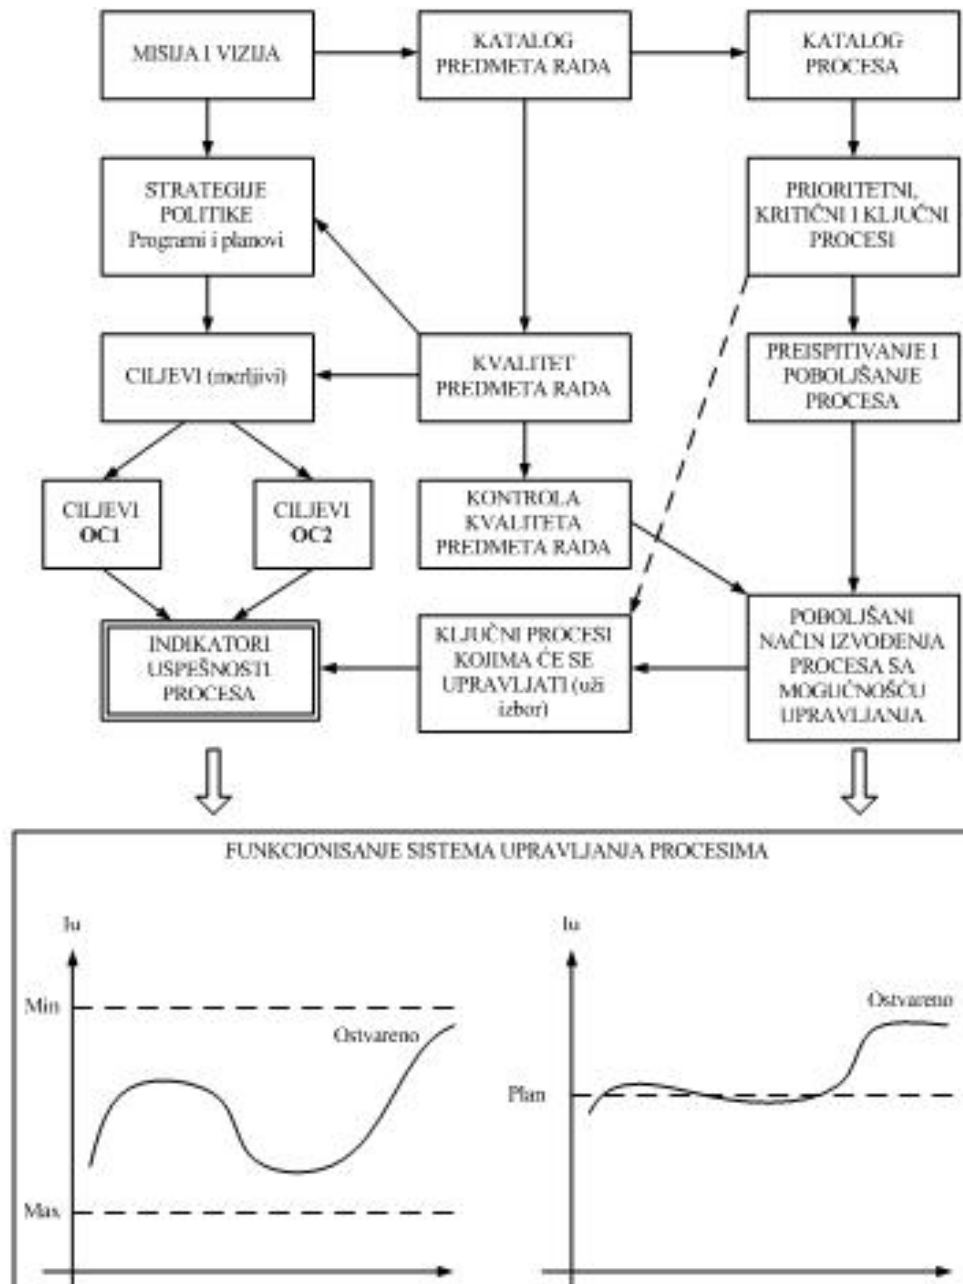 MISIJA I VIZIJA
KATALOG
PREDMETA RADA
KATALOG
PROCESA
STRATEGIJE
POLITIKE
Programi i planovi
PRIORITETNI,
KRITIČNI I KLJUČNI
PROCESI
CILJEVI (merljivi)
KVALITET
PREDMETA RADA
PREISPITIVANJE I
POBOLJŠANJE
PROCESA
CILJEVI
OC1
CILJEVI
OC2
KONTROLA
KVALITETA
PREDMETA RADA
INDIKATORI
USPEŠNOSTI
PROCESA
KLJUČNI PROCESI
KOJIMA ĆE SE
UPRAVLJATI (uži
izbor)
POBOLJŠANI
NAČIN IZVOĐENJA
PROCESA SA
MOGUĆNOŠĆU
UPRAVLJANJA
FUNKCIONISANJE SISTEMA UPRAVLJANJA PROCESIMA
Iu
Min
Ostvareno
Max
Iu
Ostvareno
Plan